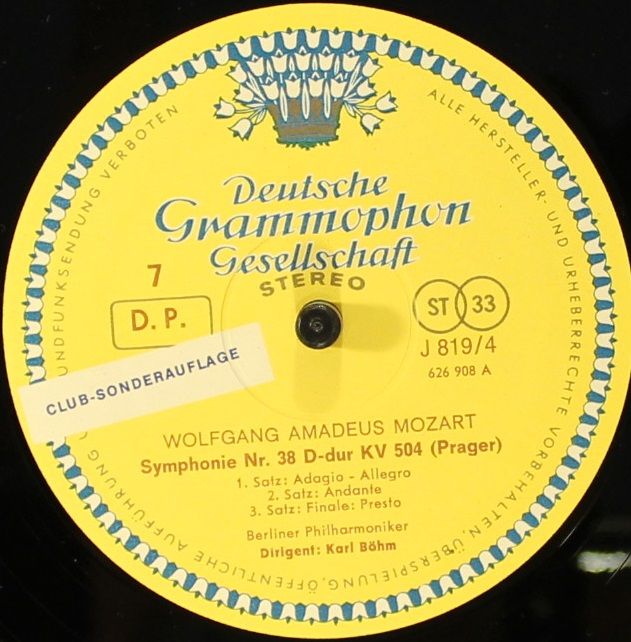 Deutsche
Grammophon
Gesellschaft
STEREO
7
D. P.
ST 33
J 819/4
626 908 A
CLUB-SONDERAUFLAGE
WOLFGANG AMADEUS MOZART
Symphonie Nr. 38 D-dur KV 504 (Prager)
1. Satz: Adagio - Allegro
2. Satz: Andante
3. Satz: Finale: Presto
Berliner Philharmoniker
Dirigent: Karl Böhm
ALLE HERSTELLER- UND URHEBERRECHTE VORBEHALTEN. ÜBERSPIELUNG, ÖFFENTLICHE AUFFÜHRUNG UNDFUNKSENDUNG VERBOTEN